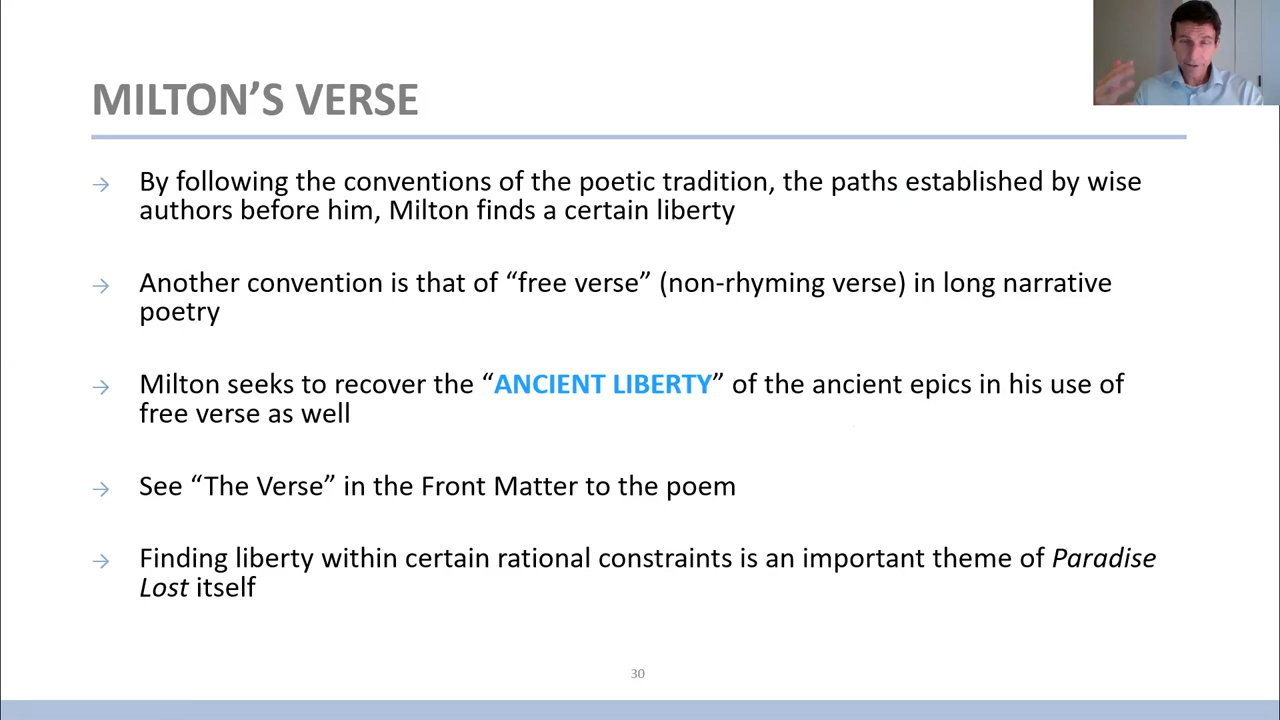 MILTON’S VERSE
→ By following the conventions of the poetic tradition, the paths established by wise
authors before him, Milton finds a certain liberty
→ Another convention is that of “free verse” (non-rhyming verse) in long narrative
poetry
→ Milton seeks to recover the “ANCIENT LIBERTY” of the ancient epics in his use of
free verse as well
→ See “The Verse” in the Front Matter to the poem
→ Finding liberty within certain rational constraints is an important theme of Paradise
Lost itself
30